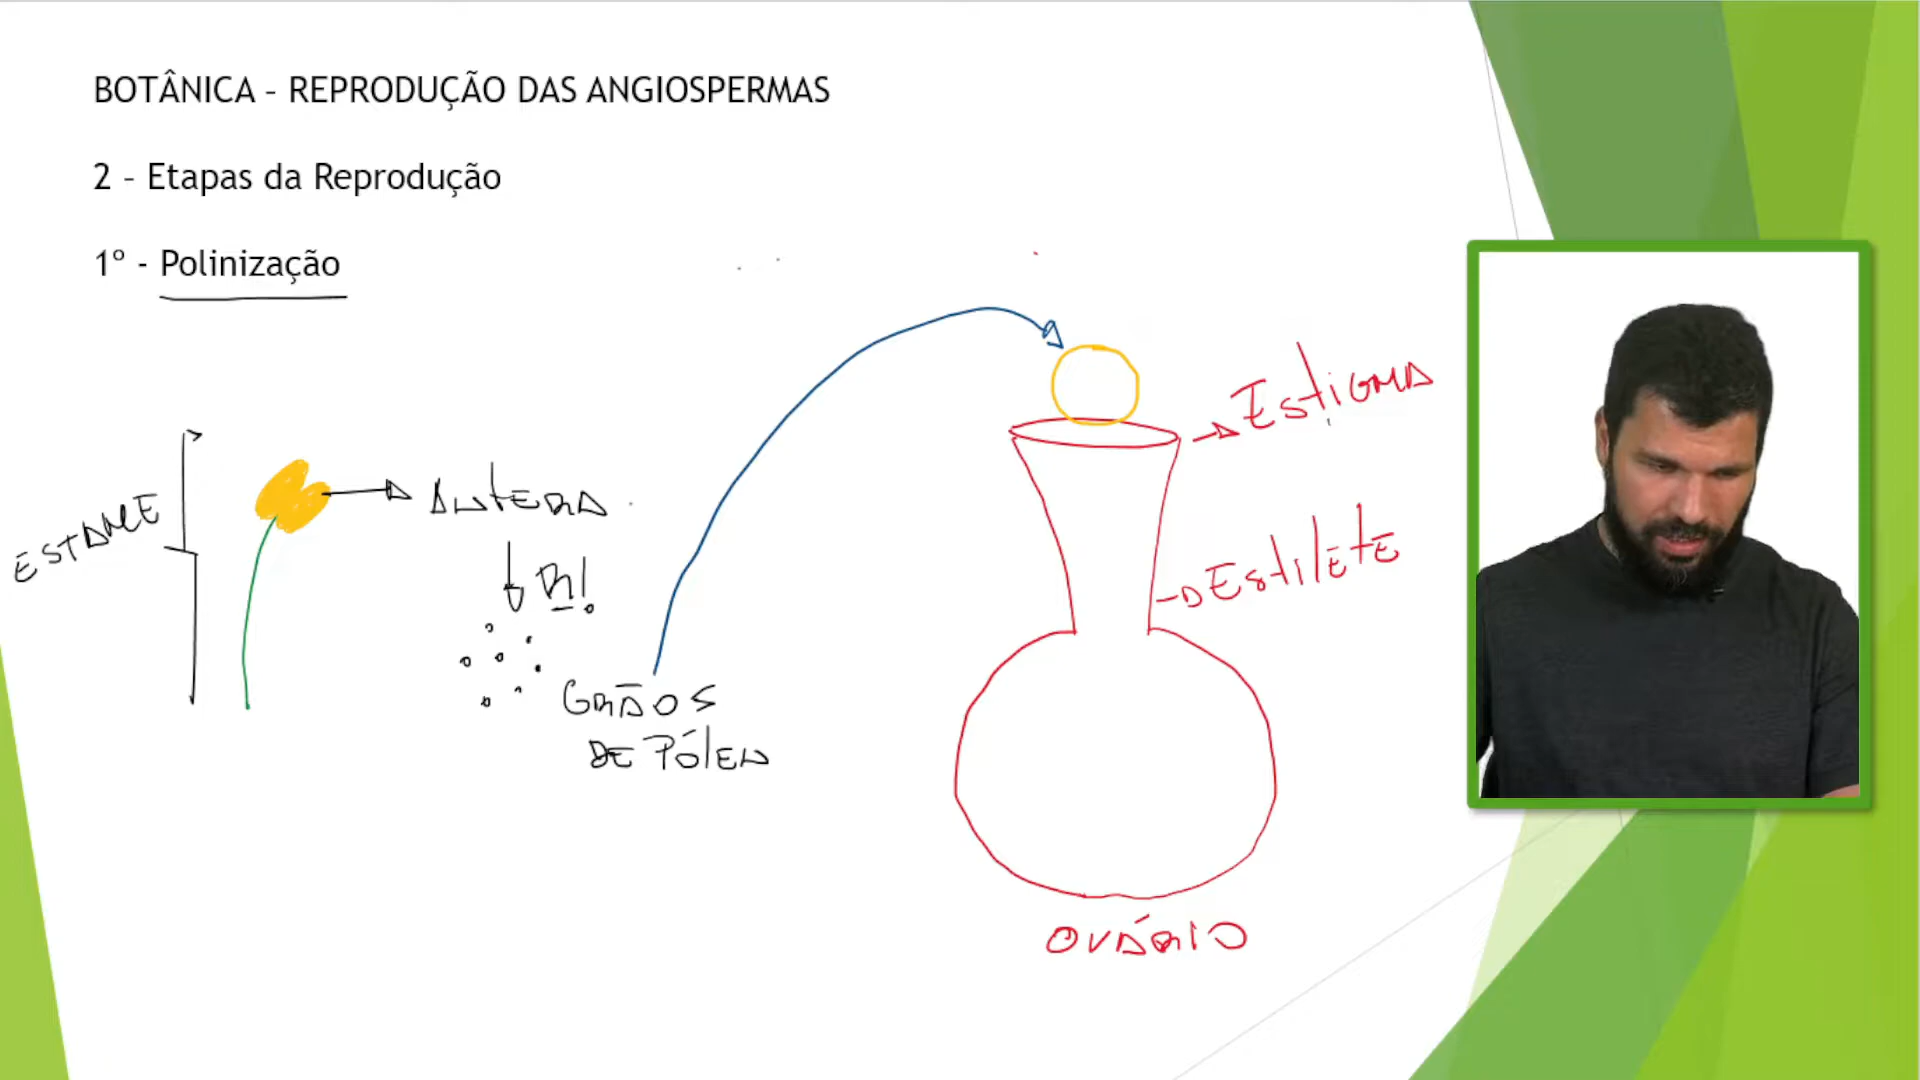 BOTÂNICA – REPRODUÇÃO DAS ANGIOSPERMAS
2 – Etapas da Reprodução
1º - Polinização
ESTAME
ANTERA
R!
GRÃOS
DE PÓLEN
ESTIGMA
ESTILETE
OVÁRIO